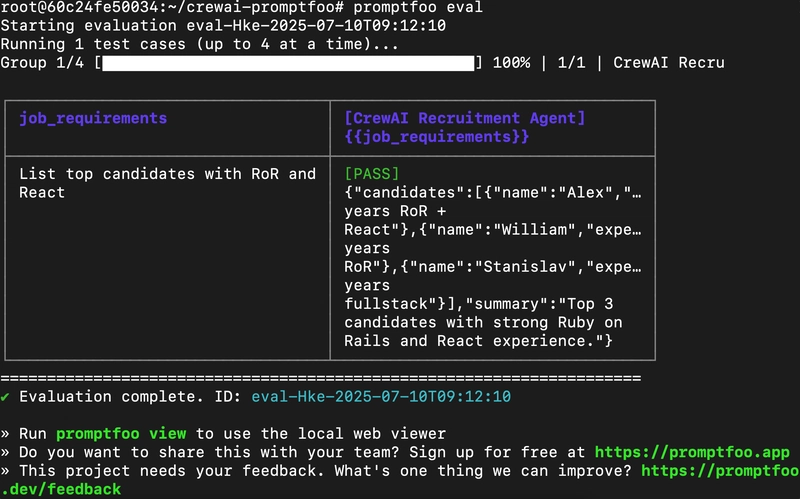 root@60c24fe50034:~/crewai-promptfoo# promptfoo eval
Starting evaluation eval-Hke-2025-07-10T09:12:10
Running 1 test cases (up to 4 at a time)...
Group 1/4 [████████████████████████████████████████] 100% | 1/1 | CrewAI Recru
job_requirements
[CrewAI Recruitment Agent]
{{job_requirements}}
List top candidates with RoR and
React
[PASS]
{"candidates":[{"name":"Alex","…
years RoR +
React"},{"name":"William","expe…
years
RoR"},{"name":"Stanislav","expe…
years
fullstack"}],"summary":"Top 3
candidates with strong Ruby on
Rails and React experience."}
=====================================================================
✔ Evaluation complete. ID: eval-Hke-2025-07-10T09:12:10
» Run promptfoo view to use the local web viewer
» Do you want to share this with your team? Sign up for free at https://promptfoo.app
» This project needs your feedback. What's one thing we can improve? https://promptfoo
.dev/feedback